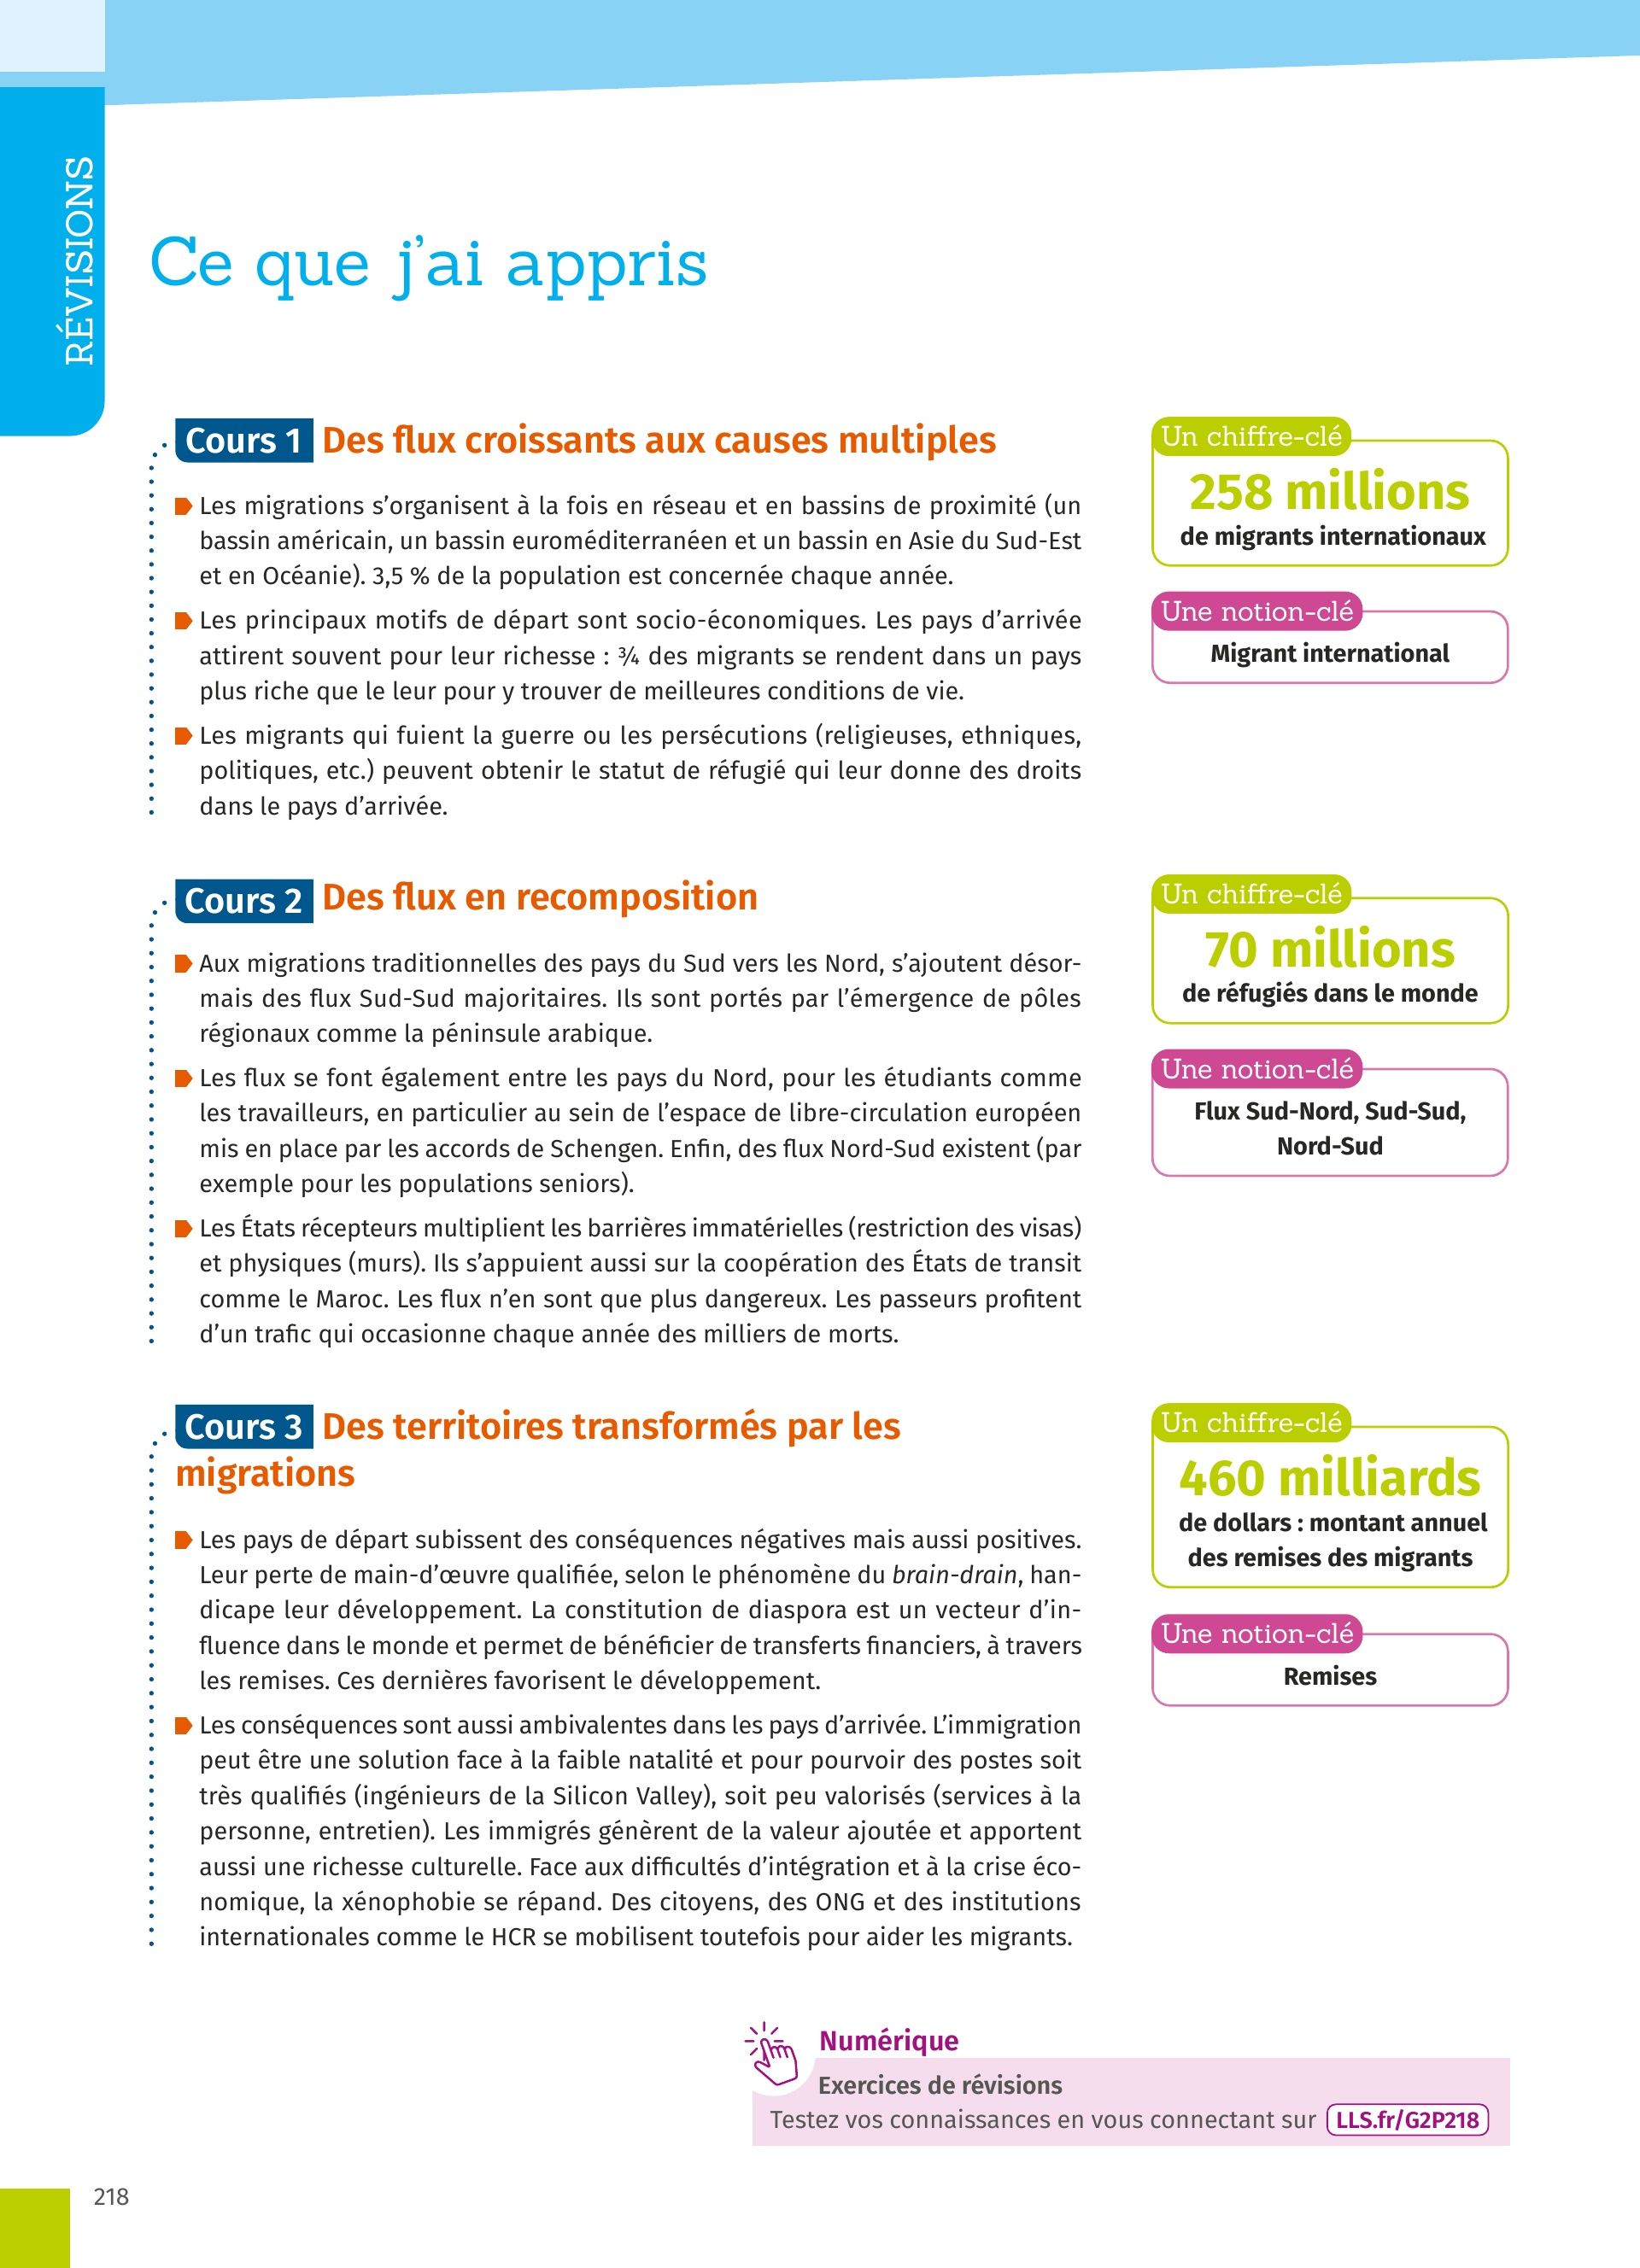 RÉVISIONS
Ce que j’ai appris
Cours 1 Des flux croissants aux causes multiples
Les migrations s’organisent à la fois en réseau et en bassins de proximité (un
bassin américain, un bassin euroméditerranéen et un bassin en Asie du Sud-Est
et en Océanie). 3,5 % de la population est concernée chaque année.
Les principaux motifs de départ sont socio-économiques. Les pays d’arrivée
attirent souvent pour leur richesse : ¾ des migrants se rendent dans un pays
plus riche que le leur pour y trouver de meilleures conditions de vie.
Les migrants qui fuient la guerre ou les persécutions (religieuses, ethniques,
politiques, etc.) peuvent obtenir le statut de réfugié qui leur donne des droits
dans le pays d’arrivée.
Un chiffre-clé
258 millions
de migrants internationaux
Une notion-clé
Migrant international
Cours 2 Des flux en recomposition
Aux migrations traditionnelles des pays du Sud vers les Nord, s’ajoutent désor-
mais des flux Sud-Sud majoritaires. Ils sont portés par l’émergence de pôles
régionaux comme la péninsule arabique.
Les flux se font également entre les pays du Nord, pour les étudiants comme
les travailleurs, en particulier au sein de l’espace de libre-circulation européen
mis en place par les accords de Schengen. Enfin, des flux Nord-Sud existent (par
exemple pour les populations seniors).
Les États récepteurs multiplient les barrières immatérielles (restriction des visas)
et physiques (murs). Ils s’appuient aussi sur la coopération des États de transit
comme le Maroc. Les flux n’en sont que plus dangereux. Les passeurs profitent
d’un trafic qui occasionne chaque année des milliers de morts.
Un chiffre-clé
70 millions
de réfugiés dans le monde
Une notion-clé
Flux Sud-Nord, Sud-Sud,
Nord-Sud
Cours 3 Des territoires transformés par les
migrations
Les pays de départ subissent des conséquences négatives mais aussi positives.
Leur perte de main-d’œuvre qualifiée, selon le phénomène du brain-drain, han-
dicape leur développement. La constitution de diaspora est un vecteur d’in-
fluence dans le monde et permet de bénéficier de transferts financiers, à travers
les remises. Ces dernières favorisent le développement.
Les conséquences sont aussi ambivalentes dans les pays d’arrivée. L’immigration
peut être une solution face à la faible natalité et pour pourvoir des postes soit
très qualifiés (ingénieurs de la Silicon Valley), soit peu valorisés (services à la
personne, entretien). Les immigrés génèrent de la valeur ajoutée et apportent
aussi une richesse culturelle. Face aux difficultés d’intégration et à la crise éco-
nomique, la xénophobie se répand. Des citoyens, des ONG et des institutions
internationales comme le HCR se mobilisent toutefois pour aider les migrants.
Un chiffre-clé
460 milliards
de dollars : montant annuel
des remises des migrants
Une notion-clé
Remises
Numérique
Exercices de révisions
Testez vos connaissances en vous connectant sur LLS.fr/G2P218
218